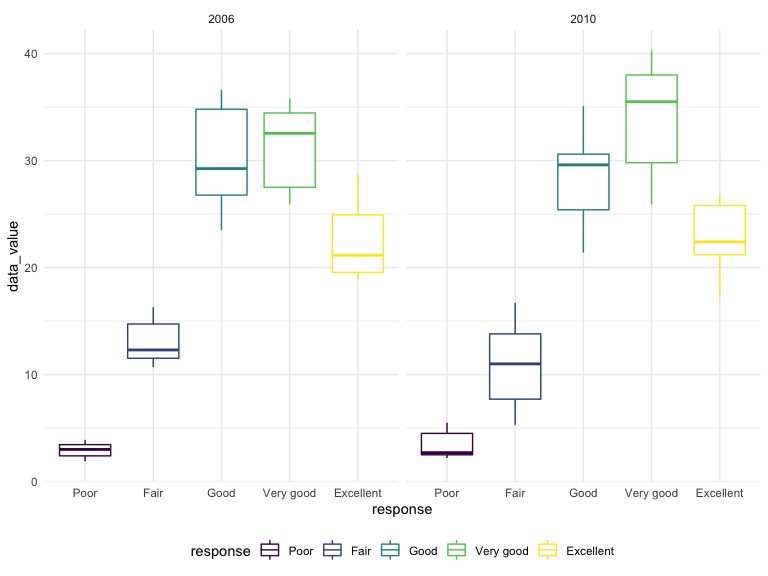 2006 2010
40
30
20
10
0
data_value
Poor Fair Good Very good Excellent Poor Fair Good Very good Excellent
response
response Poor Fair Good Very good Excellent